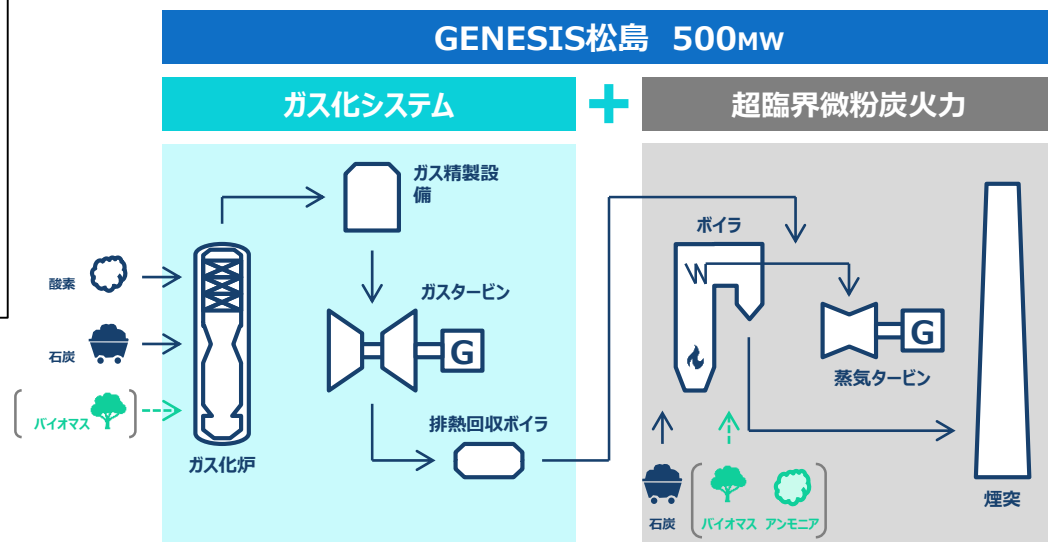 GENESIS松島 500MW
ガス化システム
超臨界微粉炭火力
ガス精製設
備
ボイラ
酸素
ガスタービン
G
G
石炭
蒸気タービン
バイオマス
排熱回収ボイラ
ガス化炉
石炭
バイオマス
アンモニア
煙突